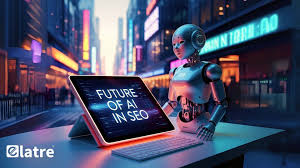 FUTURE
OF AI
IN SEO
elatre